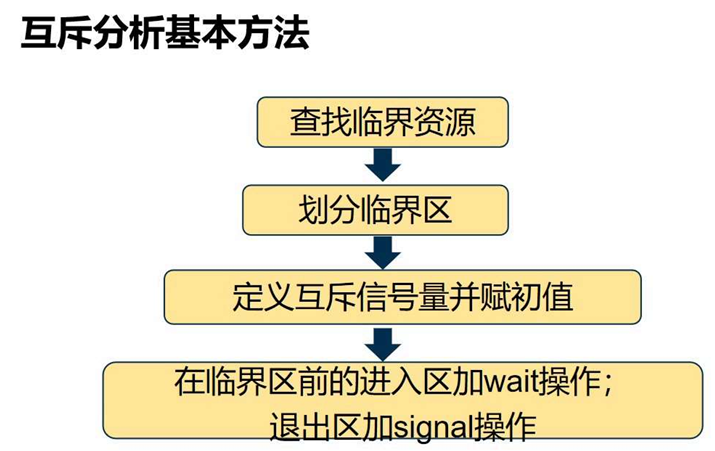 互斥分析基本方法
查找临界资源
划分临界区
定义互斥信号量并赋初值
在临界区前的进入区加wait操作；
退出区加signal操作